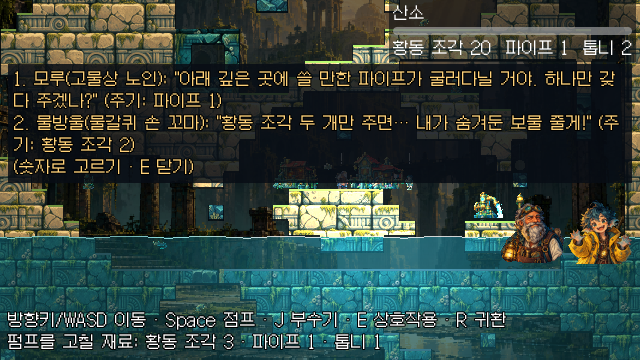 산소
황동 조각 20 파이프 1 톱니 2
1. 모루(고물상 노인): "아래 깊은 곳에 쓸 만한 파이프가 굴러다닐 거야. 하나만 갖
다 주겠나?" (주기: 파이프 1)
2. 물방울(물갈퀴 손 꼬마): "황동 조각 두 개만 주면… 내가 숨겨둔 보물 줄게!" (주
기: 황동 조각 2)
(숫자로 고르기 · E 닫기)
방향키/WASD 이동 · Space 점프 · J 부수기 · E 상호작용 · R 귀환
펌프를 고칠 재료: 황동 조각 3 · 파이프 1 · 톱니 1